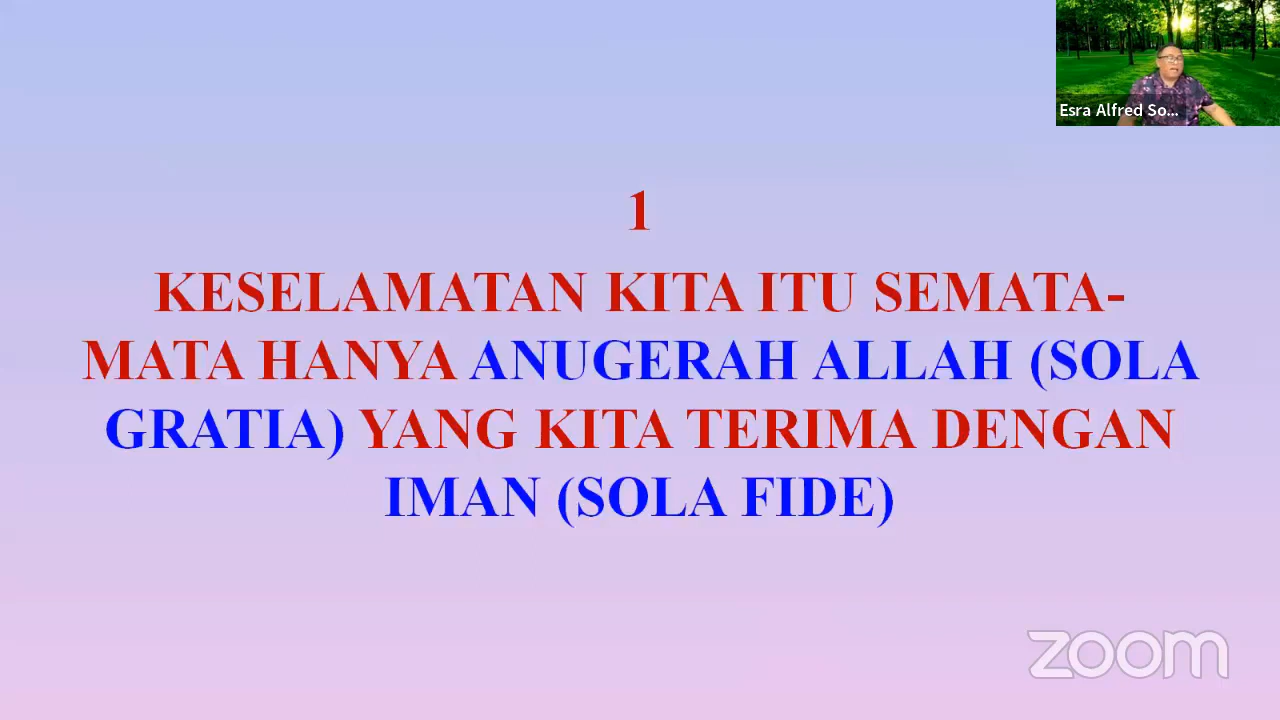 Esra Alfred So...
1
KESELAMATAN KITA ITU SEMATA-
MATA HANYA ANUGERAH ALLAH (SOLA
GRATIA) YANG KITA TERIMA DENGAN
IMAN (SOLA FIDE)
zoom